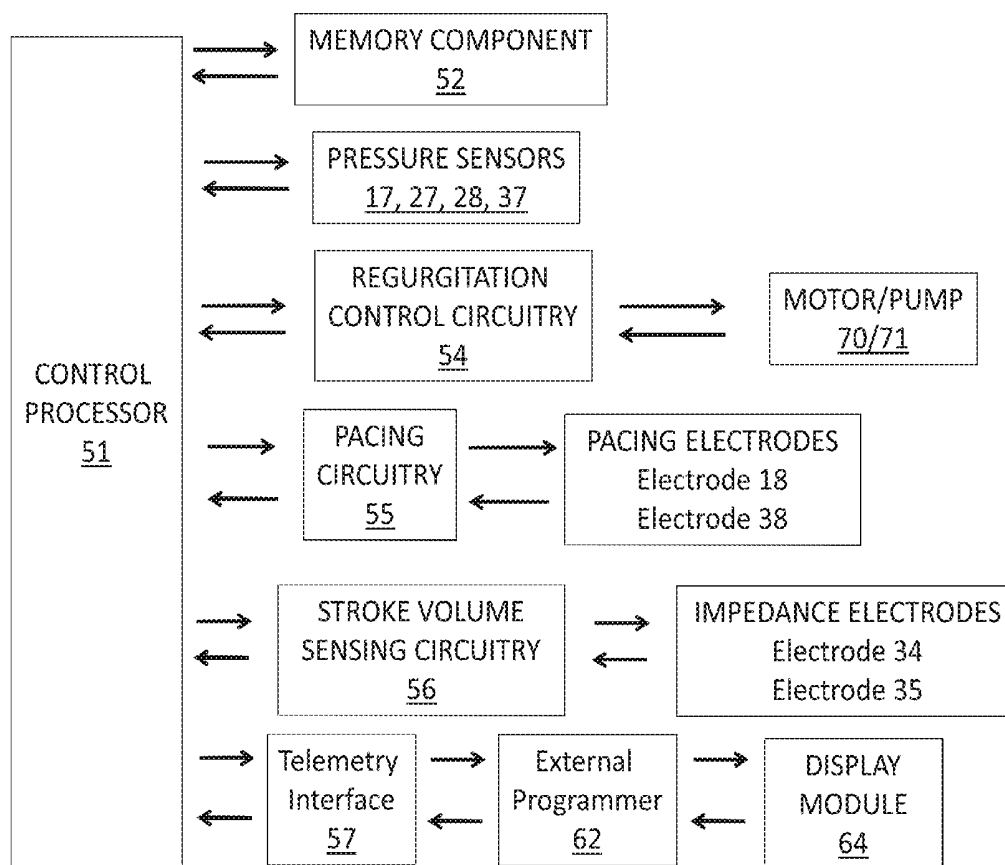 MEMORY COMPONENT
52
PRESSURE SENSORS
17, 27, 28, 37
REGURGITATION
CONTROL CIRCUITRY
54
MOTOR/PUMP
70/71
CONTROL
PROCESSOR
51
PACING
CIRCUITRY
55
PACING ELECTRODES
Electrode 18
Electrode 38
STROKE VOLUME
SENSING CIRCUITRY
56
IMPEDANCE ELECTRODES
Electrode 34
Electrode 35
Telemetry
Interface
57
External
Programmer
62
DISPLAY
MODULE
64